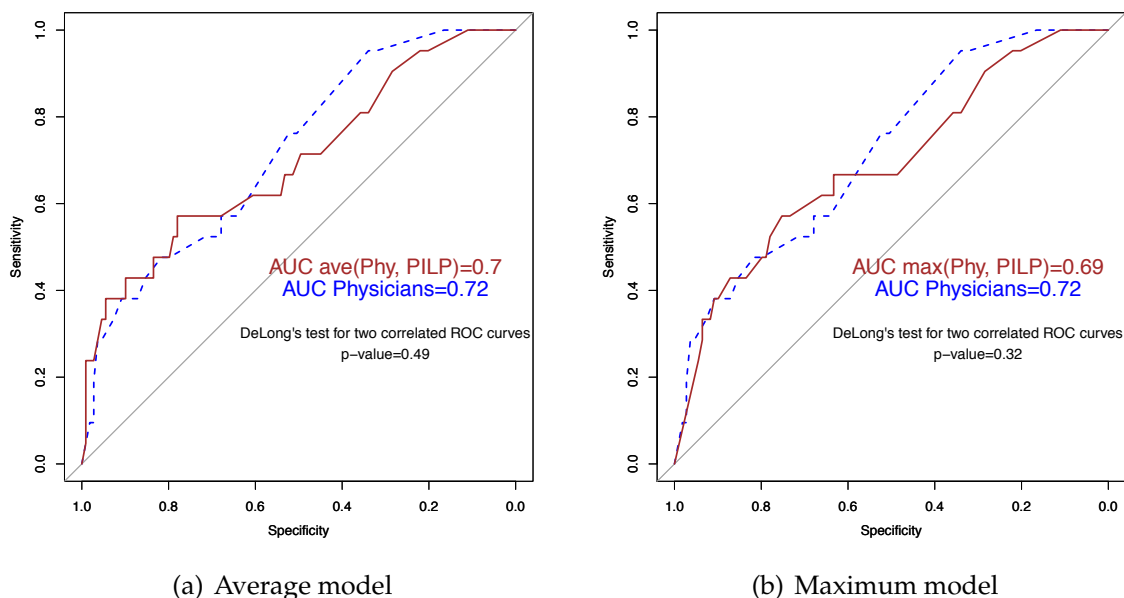 1.0
0.8
0.6
0.4
0.2
0.0
Sensitivity
1.0 0.8 0.6 0.4 0.2 0.0
Specificity
AUC ave(Phy, PILP)=0.7
AUC Physicians=0.72
DeLong's test for two correlated ROC curves
p−value=0.49
(a) Average model
1.0
0.8
0.6
0.4
0.2
0.0
Sensitivity
1.0 0.8 0.6 0.4 0.2 0.0
Specificity
AUC max(Phy, PILP)=0.69
AUC Physicians=0.72
DeLong's test for two correlated ROC curves
p−value=0.32
(b) Maximum model